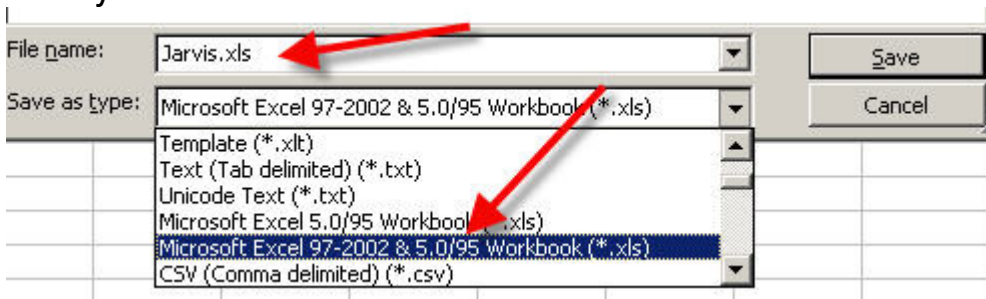 File name: Jarvis.xls Save
Save as type: Microsoft Excel 97-2002 & 5.0/95 Workbook (*.xls) Cancel
Template (*.xlt)
Text (Tab delimited) (*.txt)
Unicode Text (*.txt)
Microsoft Excel 5.0/95 Workbook (*.xls)
Microsoft Excel 97-2002 & 5.0/95 Workbook (*.xls)
CSV (Comma delimited) (*.csv)